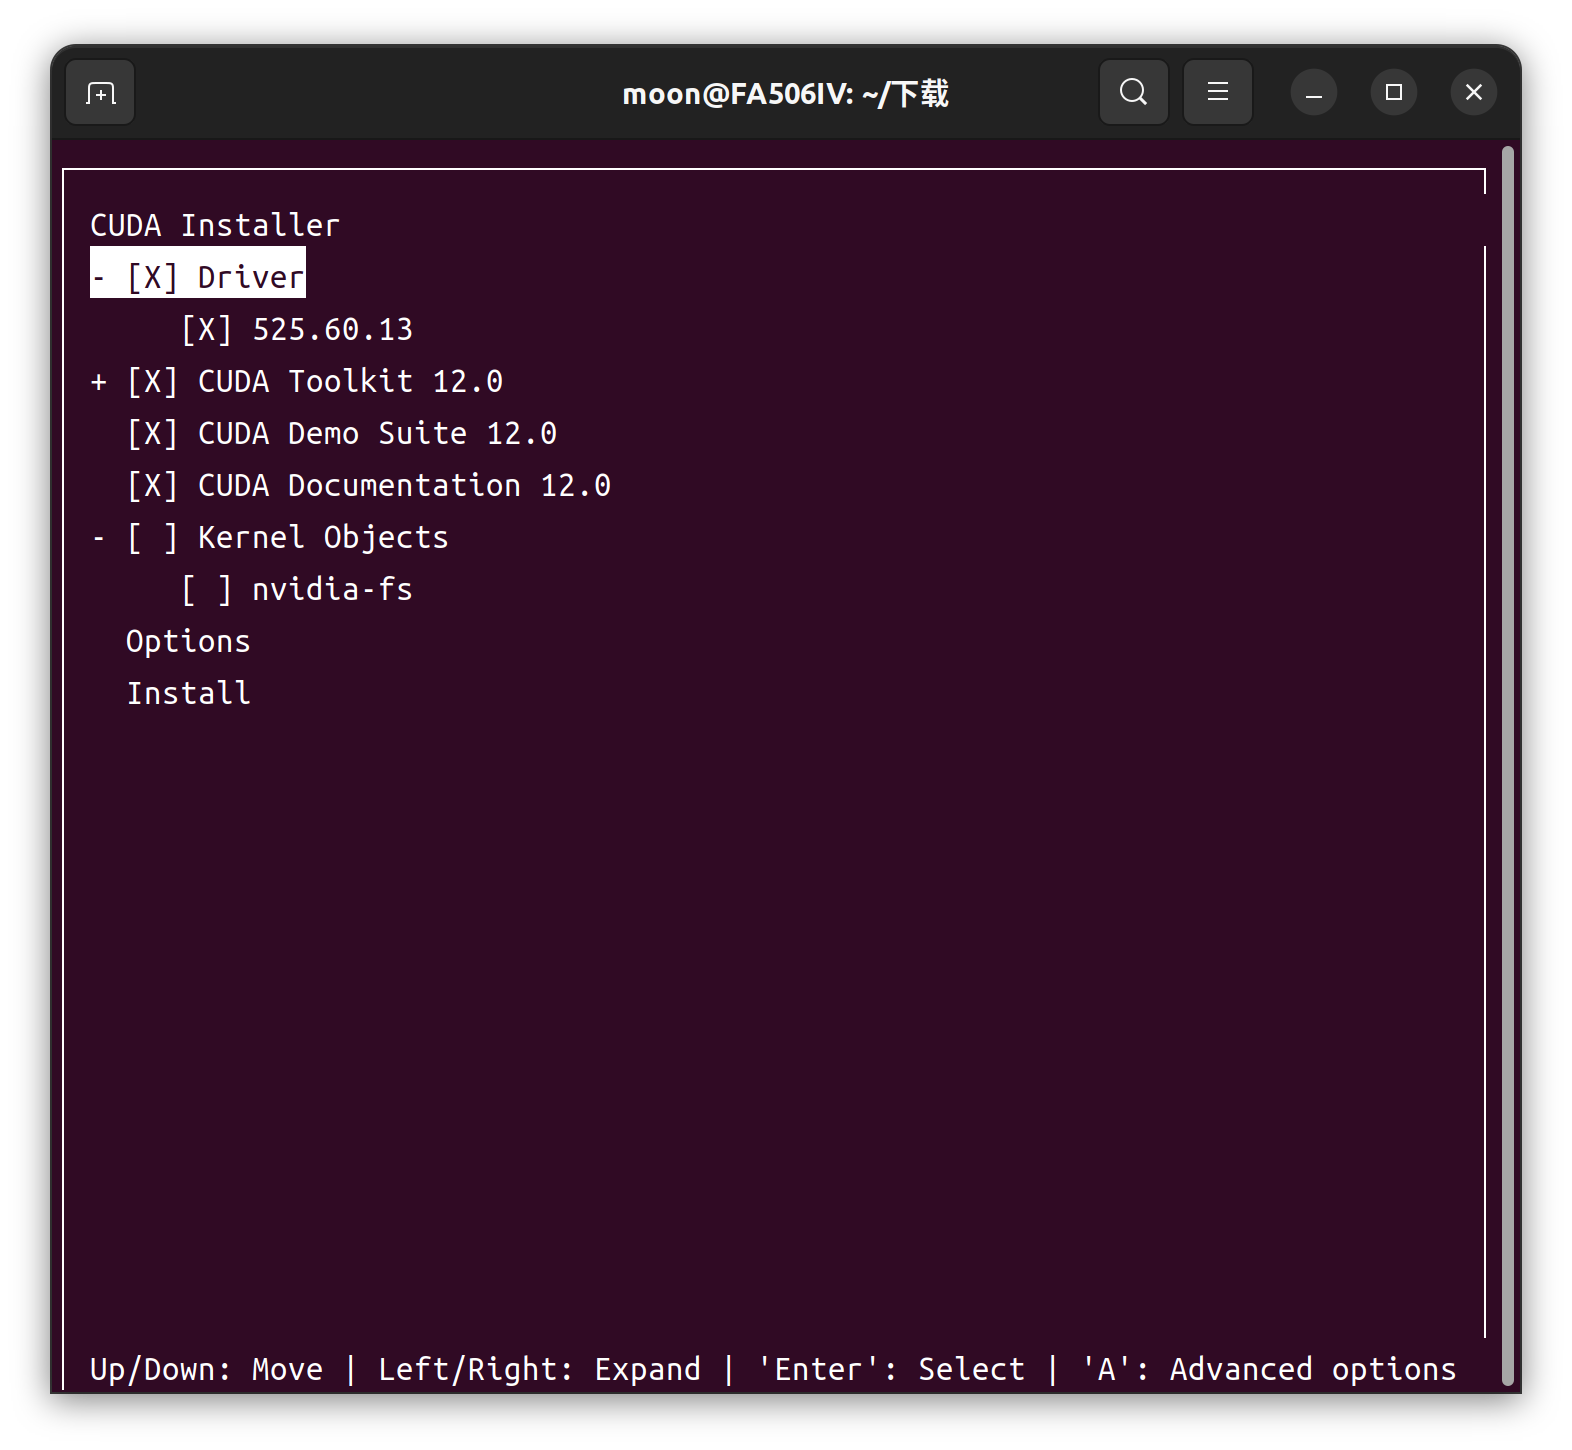 moon@FA506IV: ~/下载
CUDA Installer
- [X] Driver
[X] 525.60.13
+ [X] CUDA Toolkit 12.0
[X] CUDA Demo Suite 12.0
[X] CUDA Documentation 12.0
- [ ] Kernel Objects
[ ] nvidia-fs
Options
Install
Up/Down: Move | Left/Right: Expand | 'Enter': Select | 'A': Advanced options